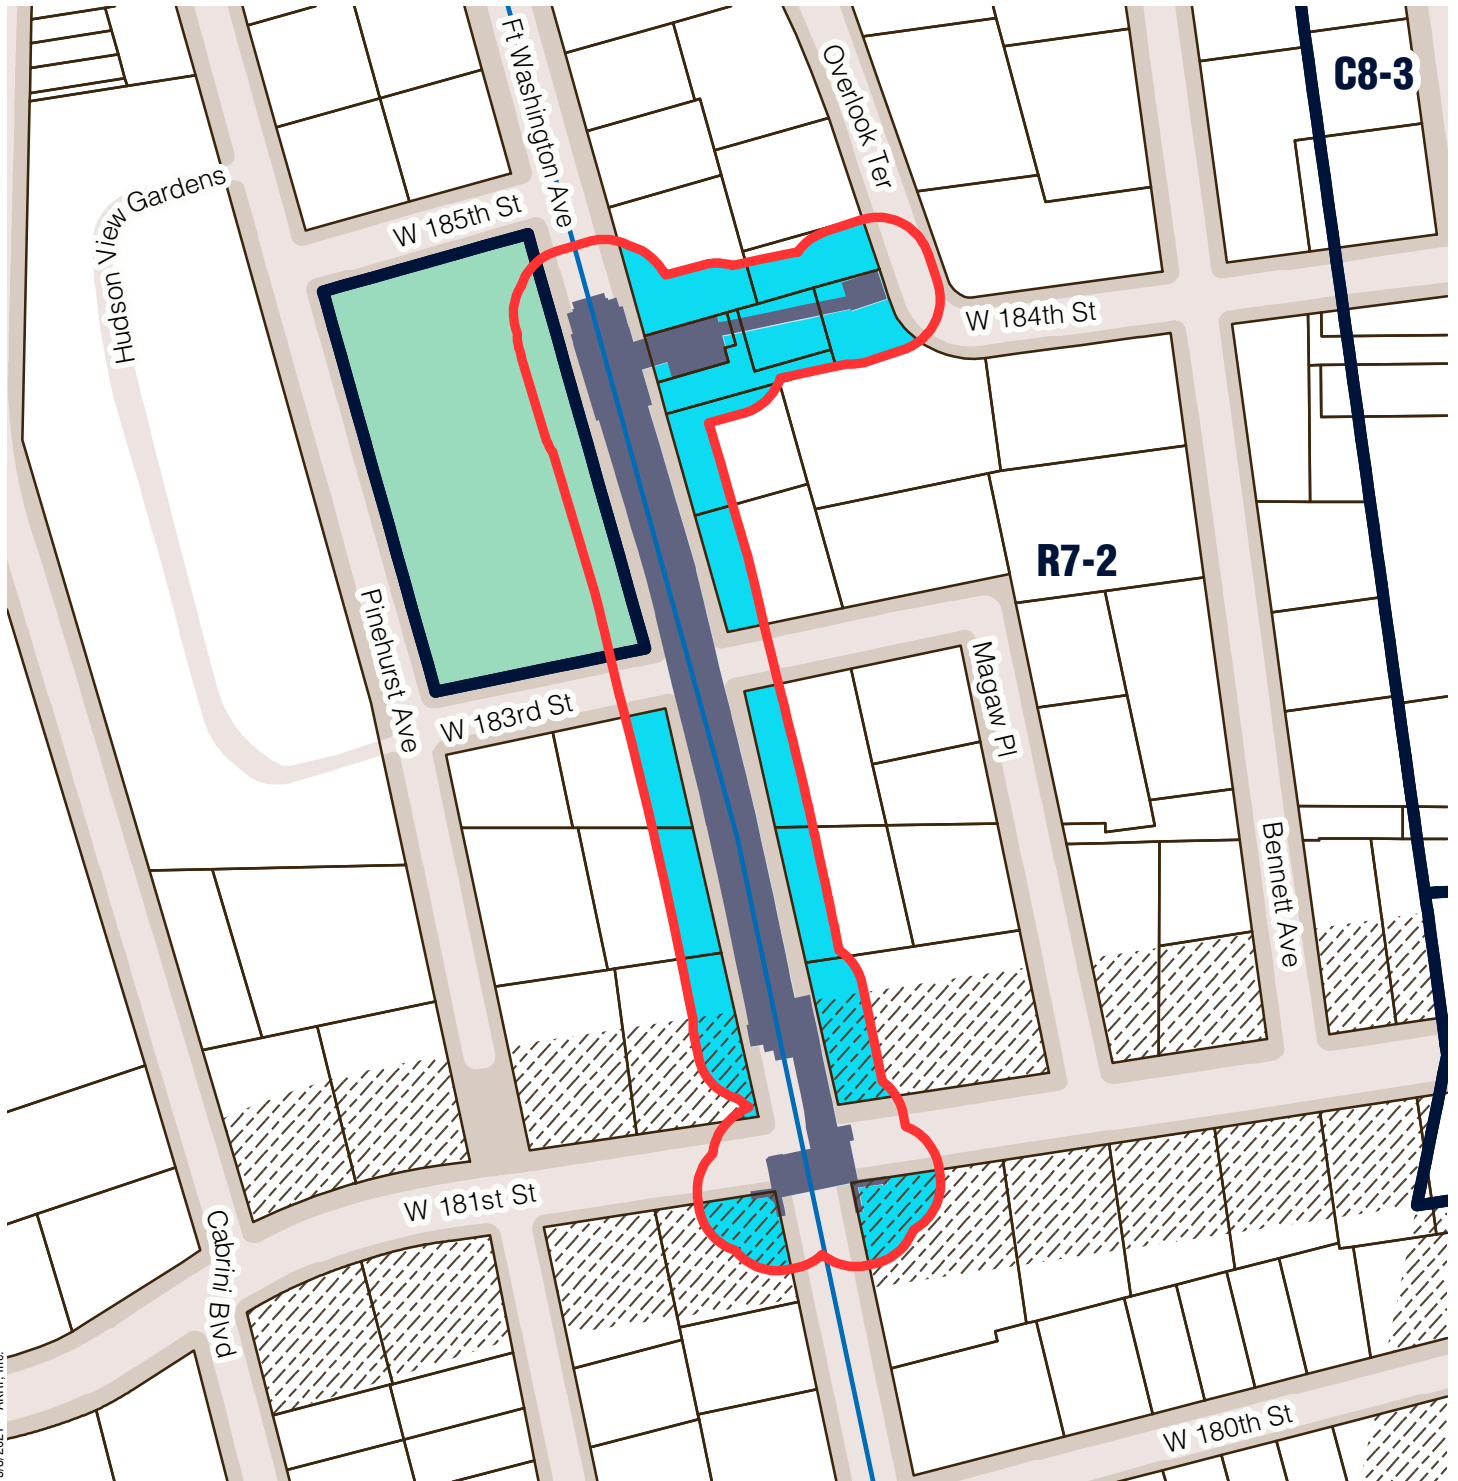 Ft Washington Ave
Overlook Ter
C8-3
Hudson View Gardens
W 185th St
W 184th St
R7-2
Pinehurst Ave
W 183rd St
Magaw Pl
Bennett Ave
W 181st St
Cabrini Blvd
W 180th St